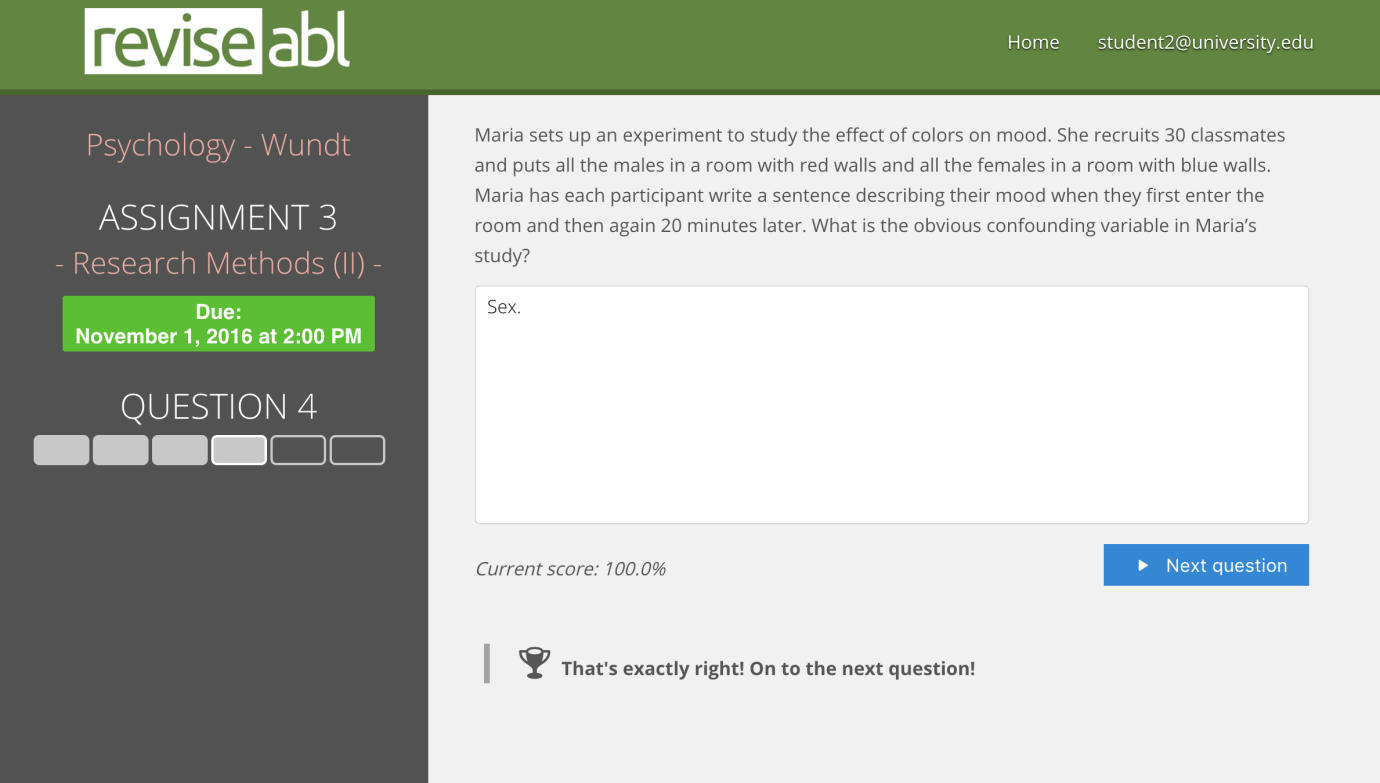 reviseabl
Home
student2@university.edu
Psychology - Wundt
ASSIGNMENT 3
- Research Methods (II) -
Due:
November 1, 2016 at 2:00 PM
QUESTION 4
Maria sets up an experiment to study the effect of colors on mood. She recruits 30 classmates
and puts all the males in a room with red walls and all the females in a room with blue walls.
Maria has each participant write a sentence describing their mood when they first enter the
room and then again 20 minutes later. What is the obvious confounding variable in Maria’s
study?
Sex.
Current score: 100.0%
Next question
That's exactly right! On to the next question!